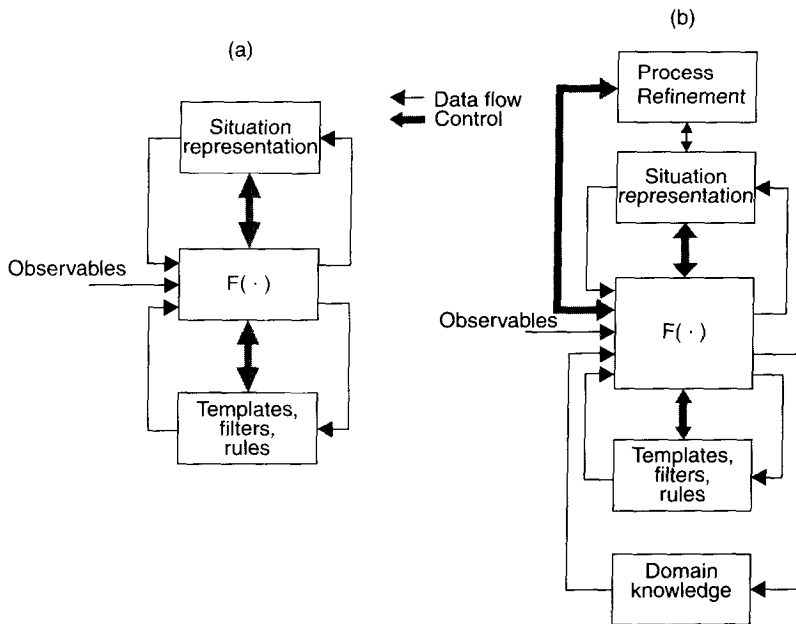 (a)
Situation
representation
Observables
F( · )
Templates,
filters,
rules
Data flow
Control
(b)
Process
Refinement
Situation
representation
Observables
F( · )
Templates,
filters,
rules
Domain
knowledge